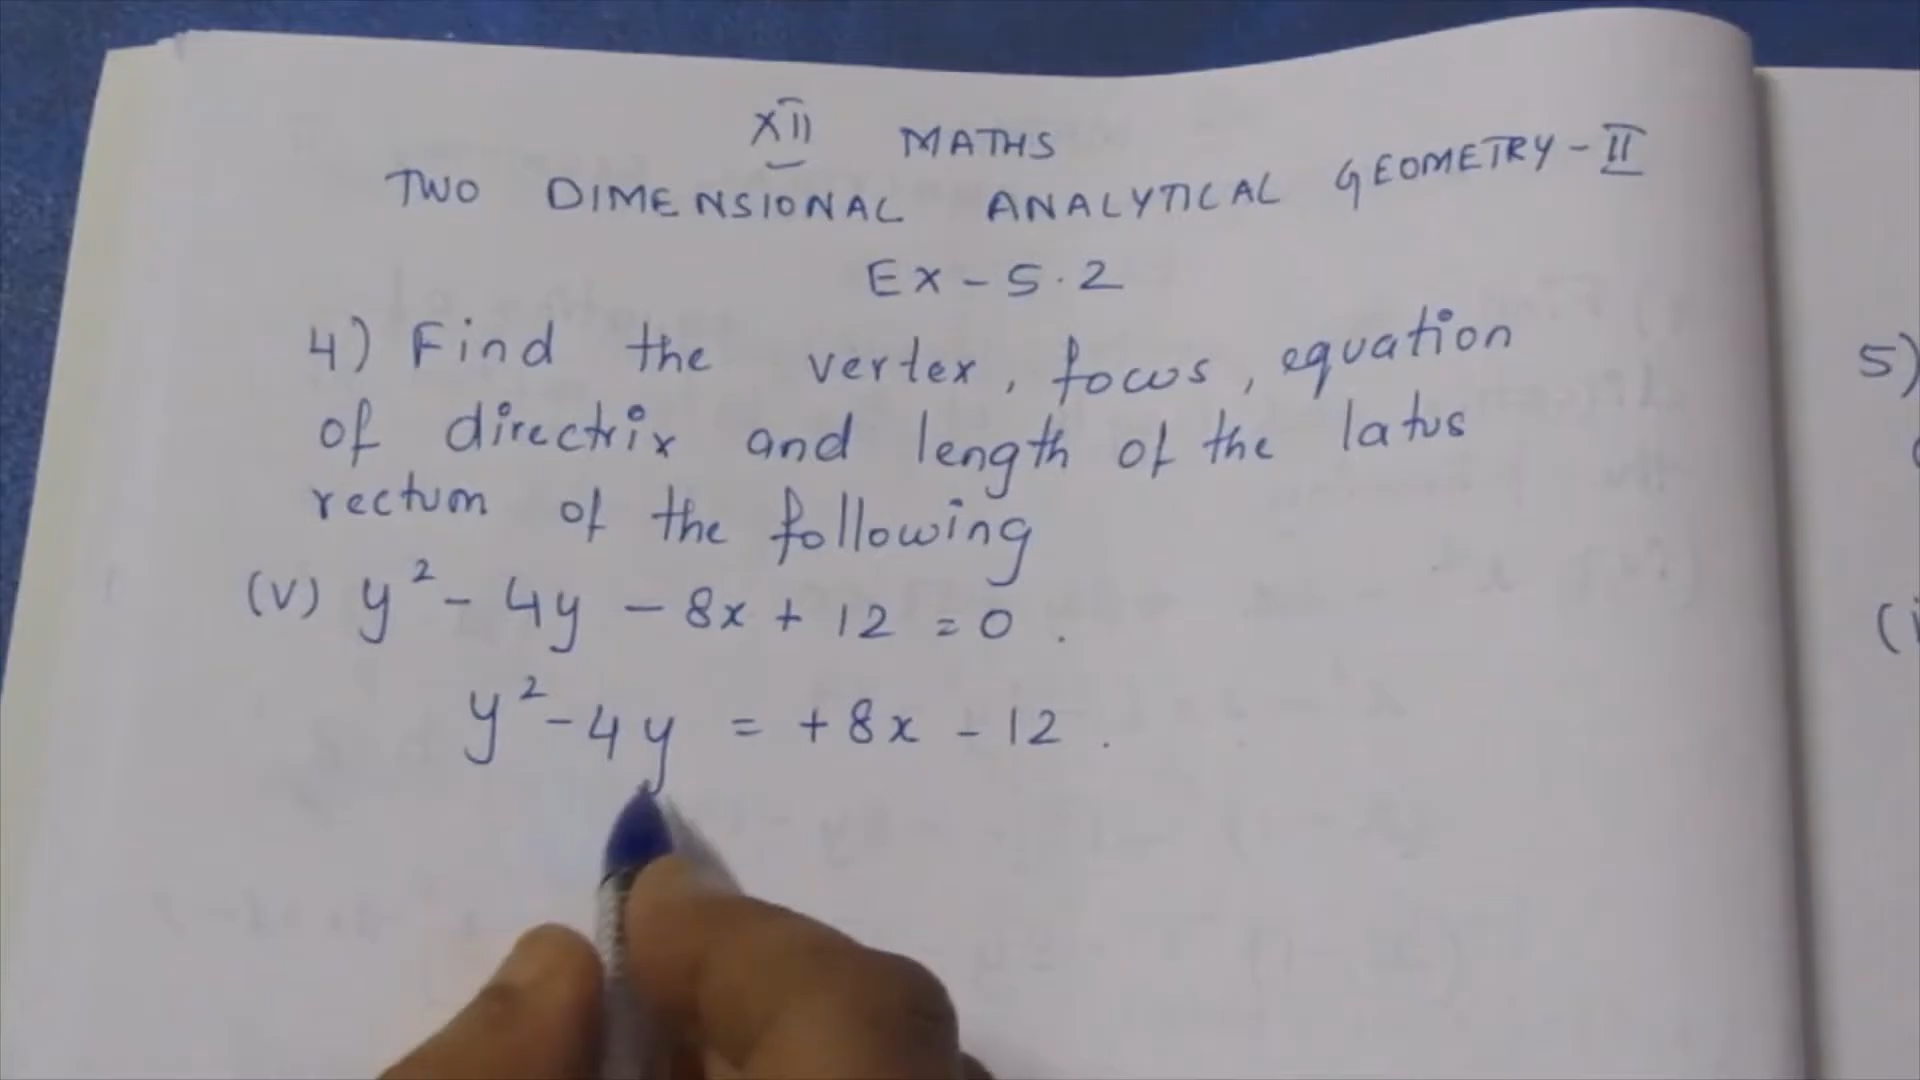 XII MATHS
TWO DIMENSIONAL ANALYTICAL GEOMETRY - II
EX - 5.2
4) Find the vertex, focus, equation
of directrix and length of the latus
rectum of the following
(V) y² - 4y - 8x + 12 = 0.
y² - 4y = +8x - 12.
5)